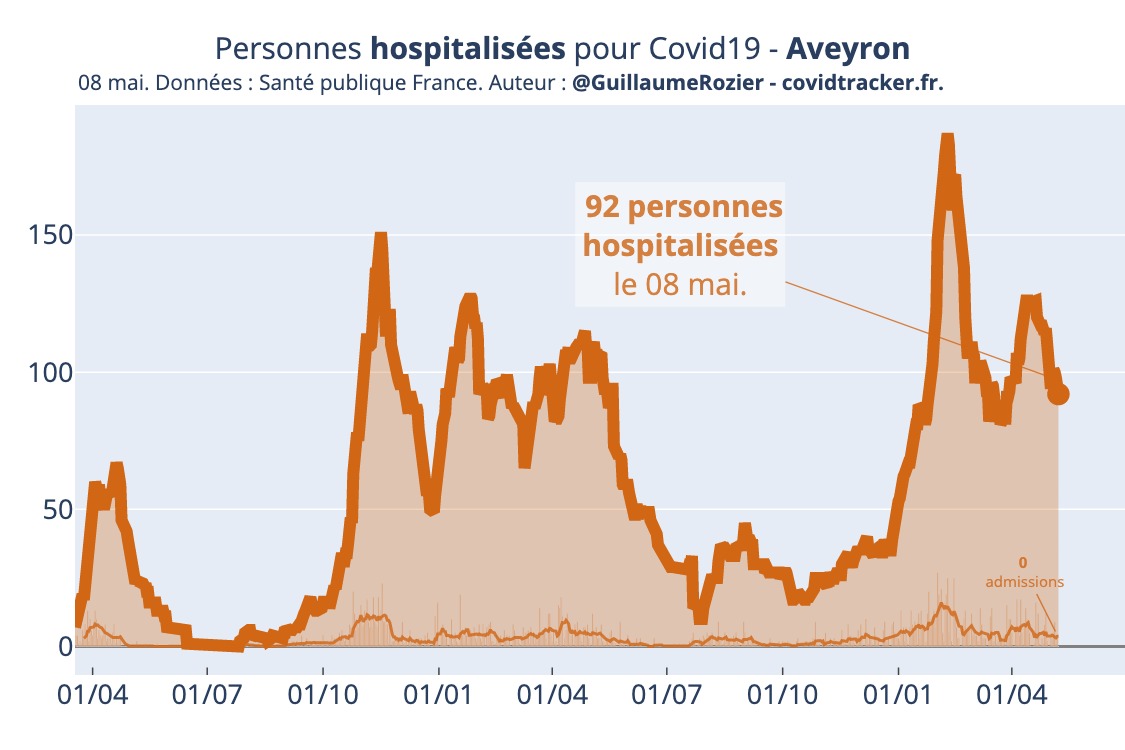 Personnes hospitalisées pour Covid19 - Aveyron
08 mai. Données : Santé publique France. Auteur : @GuillaumeRozier - covidtracker.fr.
92 personnes
hospitalisées
le 08 mai.
150
100
50
0
0
admissions
01/04 01/07 01/10 01/01 01/04 01/07 01/10 01/01 01/04